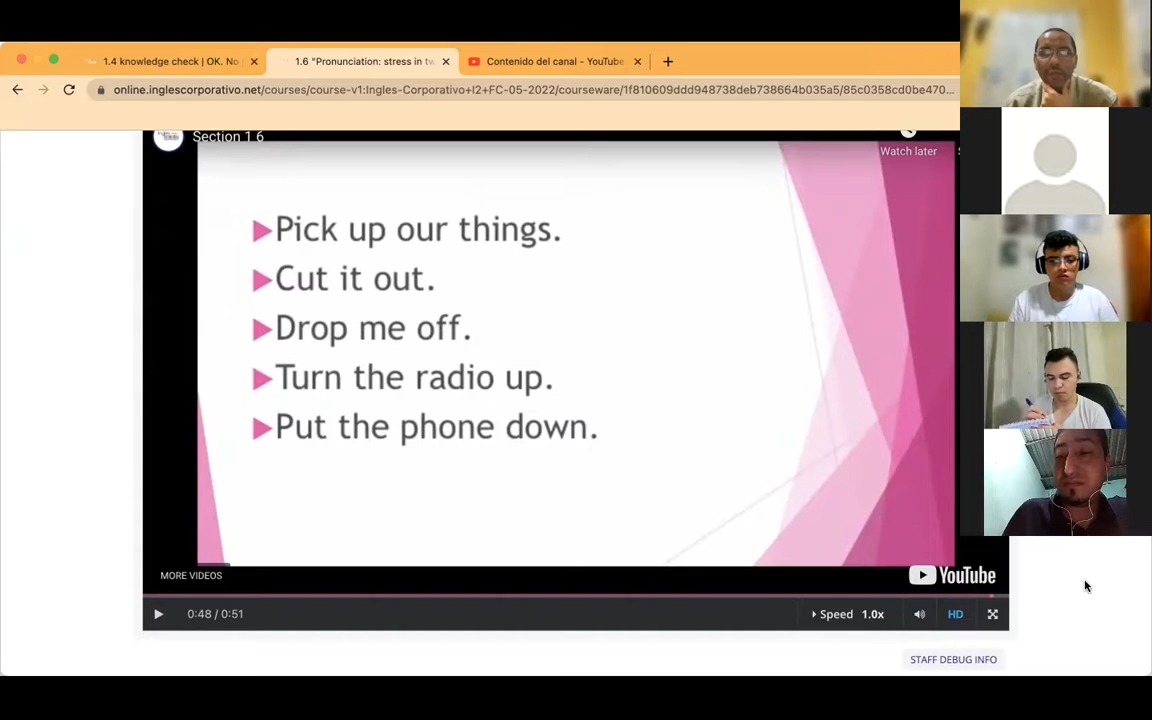 1.4 knowledge check | OK. No
1.6 "Pronunciation: stress in tw
Contenido del canal - YouTube
online.inglescorporativo.net/courses/course-v1:Ingles-Corporativo+I2+FC-05-2022/courseware/1f810609ddd948738deb738664b035a5/85c0358cd0be470...
Section 1 6
Watch later
Pick up our things.
Cut it out.
Drop me off.
Turn the radio up.
Put the phone down.
MORE VIDEOS
YouTube
0:48 / 0:51
Speed 1.0x
HD
STAFF DEBUG INFO